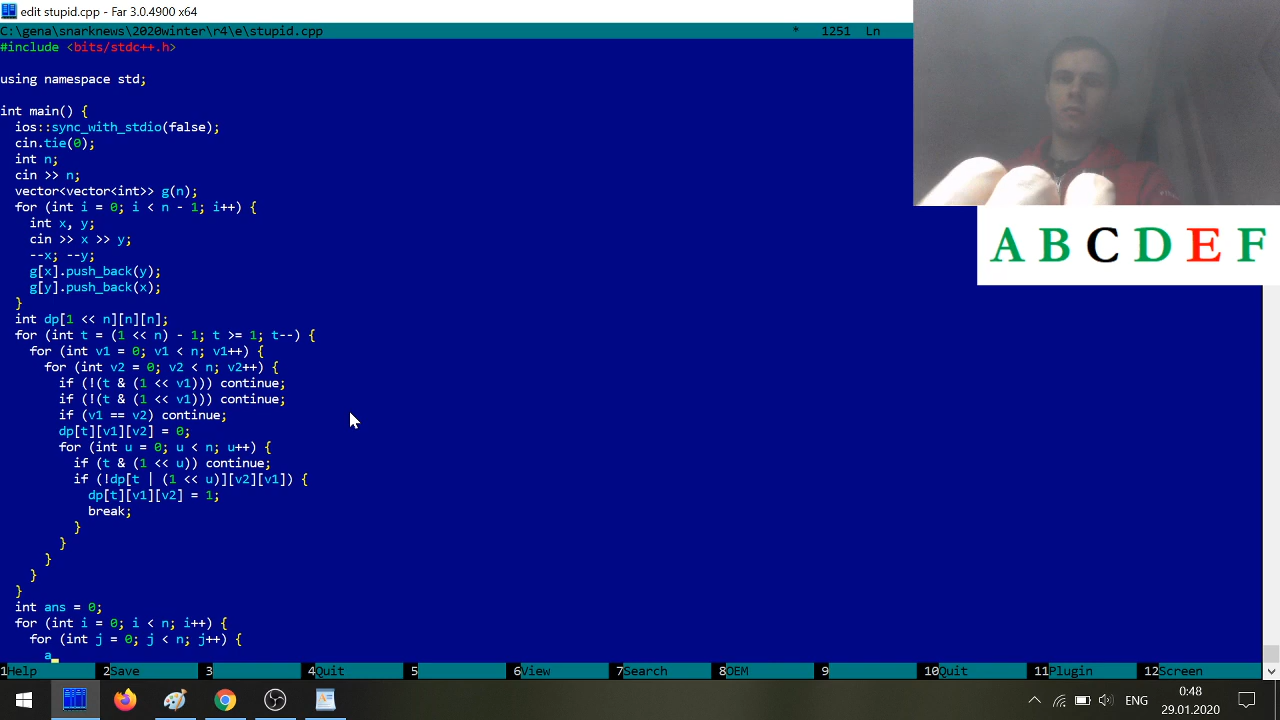 edit stupid.cpp - Far 3.0.4900 x64
C:\gena\snarknews\2020winter\r4\e\stupid.cpp * 1251 Ln
#include <bits/stdc++.h>
using namespace std;
int main() {
ios::sync_with_stdio(false);
cin.tie(0);
int n;
cin >> n;
vector<vector<int>> g(n);
for (int i = 0; i < n - 1; i++) {
int x, y;
cin >> x >> y;
--x; --y;
g[x].push_back(y);
g[y].push_back(x);
}
int dp[1 << n][n][n];
for (int t = (1 << n) - 1; t >= 1; t--) {
for (int v1 = 0; v1 < n; v1++) {
for (int v2 = 0; v2 < n; v2++) {
if (!(t & (1 << v1))) continue;
if (!(t & (1 << v1))) continue;
if (v1 == v2) continue;
dp[t][v1][v2] = 0;
for (int u = 0; u < n; u++) {
if (t & (1 << u)) continue;
if (!dp[t | (1 << u)][v2][v1]) {
dp[t][v1][v2] = 1;
break;
}
}
}
}
}
int ans = 0;
for (int i = 0; i < n; i++) {
for (int j = 0; j < n; j++) {
a_
A B C D E F
1Help 2Save 3 4Quit 5 6View 7Search 8OEM 9 10Quit 11Plugin 12Screen
ENG
0:48
29.01.2020